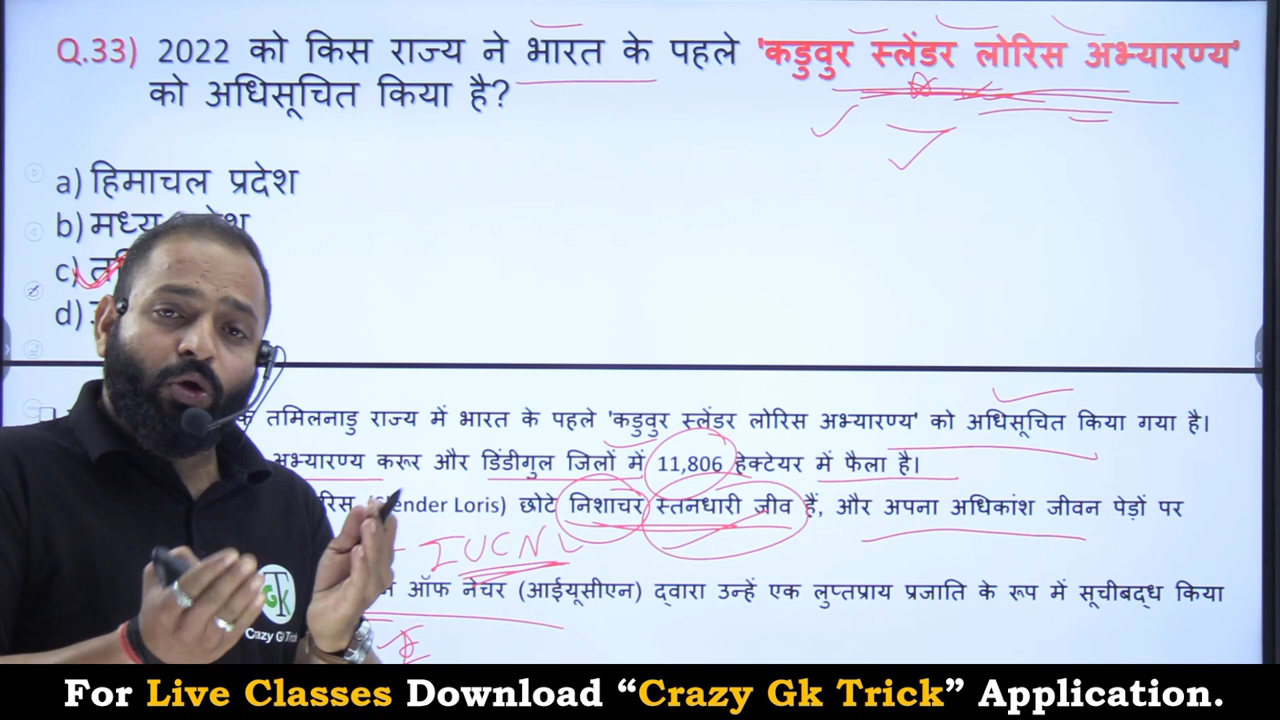 Q.33) 2022 को किस राज्य ने भारत के पहले 'कडुवुर स्लेंडर लोरिस अभ्यारण्य'
को अधिसूचित किया है?
a) हिमाचल प्रदेश
b) मध्य
c)
d)
तमिलनाडु राज्य में भारत के पहले 'कडुवुर स्लेंडर लोरिस अभ्यारण्य' को अधिसूचित किया गया है।
अभ्यारण्य करूर और डिंडीगुल जिलों में 11,806 हेक्टेयर में फैला है।
छोटे निशाचर स्तनधारी जीव हैं, और अपना अधिकांश जीवन पेड़ों पर
IUCN
ऑफ नेचर (आईयूसीएन) द्वारा उन्हें एक लुप्तप्राय प्रजाति के रूप में सूचीबद्ध किया
Crazy Gk Trick
For Live Classes Download “Crazy Gk Trick” Application.